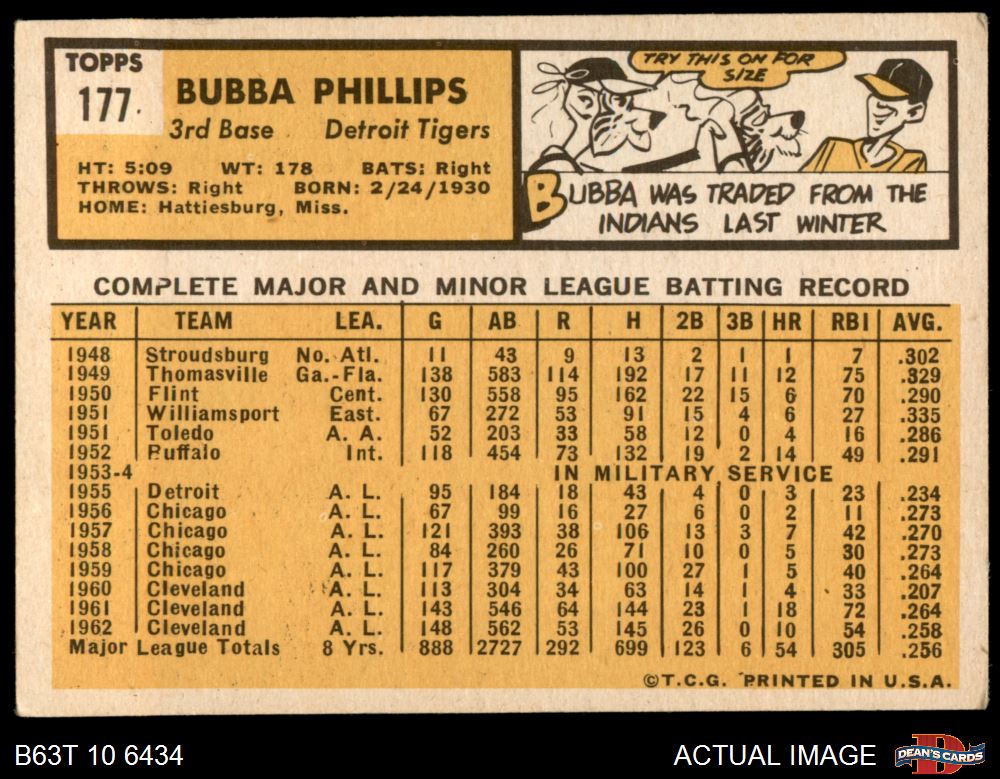 TOPPS
177
BUBBA PHILLIPS
3rd Base Detroit Tigers
HT: 5:09 WT: 178 BATS: Right
THROWS: Right BORN: 2/24/1930
HOME: Hattiesburg, Miss.
TRY THIS ON FOR
SIZE
BUBBA WAS TRADED FROM THE
INDIANS LAST WINTER
COMPLETE MAJOR AND MINOR LEAGUE BATTING RECORD
YEAR TEAM LEA. G AB R H 2B 3B HR RBI AVG.
1948 Stroudsburg No. Atl. 11 43 9 13 2 1 1 7 .302
1949 Thomasville Ga.-Fla. 138 583 114 192 17 11 12 75 .329
1950 Flint Cent. 130 558 95 162 22 15 6 70 .290
1951 Williamsport East. 67 272 53 91 15 4 6 27 .335
1951 Toledo A. A. 52 203 33 58 12 0 4 16 .286
1952 Buffalo Int. 118 454 73 132 19 2 14 49 .291
1953-4 IN MILITARY SERVICE
1955 Detroit A. L. 95 184 18 43 4 0 3 23 .234
1956 Chicago A. L. 67 99 16 27 6 0 2 11 .273
1957 Chicago A. L. 121 393 38 106 13 3 7 42 .270
1958 Chicago A. L. 84 260 26 71 10 0 5 30 .273
1959 Chicago A. L. 117 379 43 100 27 1 5 40 .264
1960 Cleveland A. L. 113 304 34 63 14 1 4 33 .207
1961 Cleveland A. L. 143 546 64 144 23 1 18 72 .264
1962 Cleveland A. L. 148 562 53 145 26 0 10 54 .258
Major League Totals 8 Yrs. 888 2727 292 699 123 6 54 305 .256
©T.C.G. PRINTED IN U.S.A.
B63T 10 6434 ACTUAL IMAGE DEAN'S CARDS